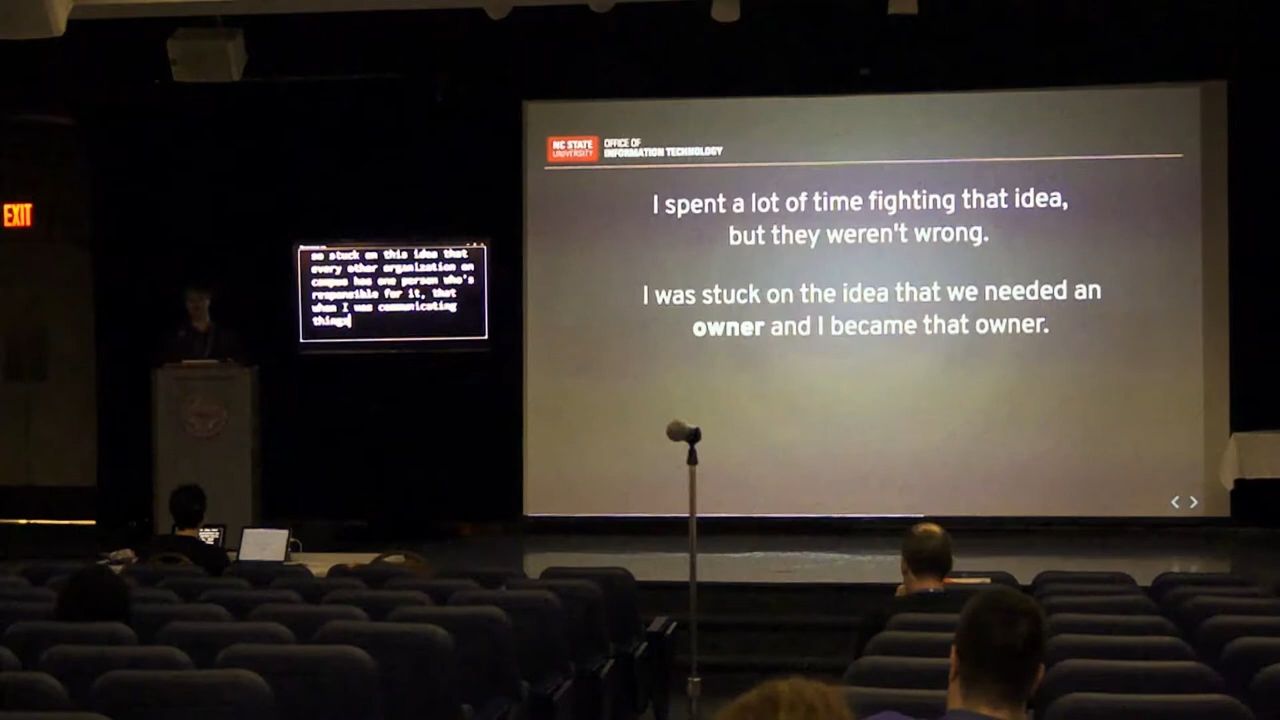 EXIT
so stuck on this idea that
every other organization on
campus has one person who's
responsible for it, that
when I was communicating
things
NC STATE
UNIVERSITY
OFFICE OF
INFORMATION TECHNOLOGY
I spent a lot of time fighting that idea,
but they weren't wrong.
I was stuck on the idea that we needed an
owner and I became that owner.